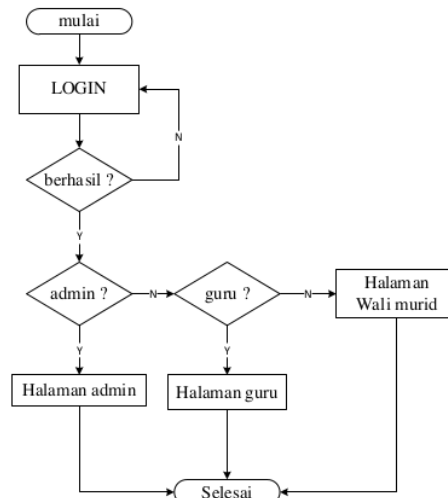 mulai
LOGIN
N
berhasil ?
Y
admin ?
N
guru ?
N
Halaman
Wali murid
Y
Y
Halaman admin
Halaman guru
Selesai